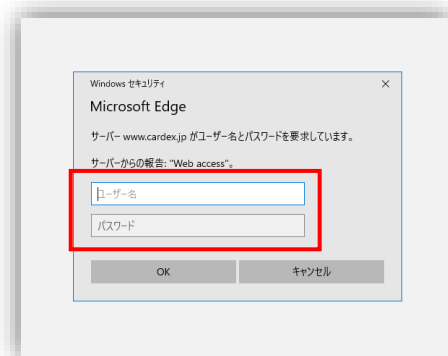 Windows セキュリティ
Microsoft Edge
サーバー www.cardex.jp がユーザー名とパスワードを要求しています。
サーバーからの報告: "Web access"。
ユーザー名
パスワード
OK キャンセル